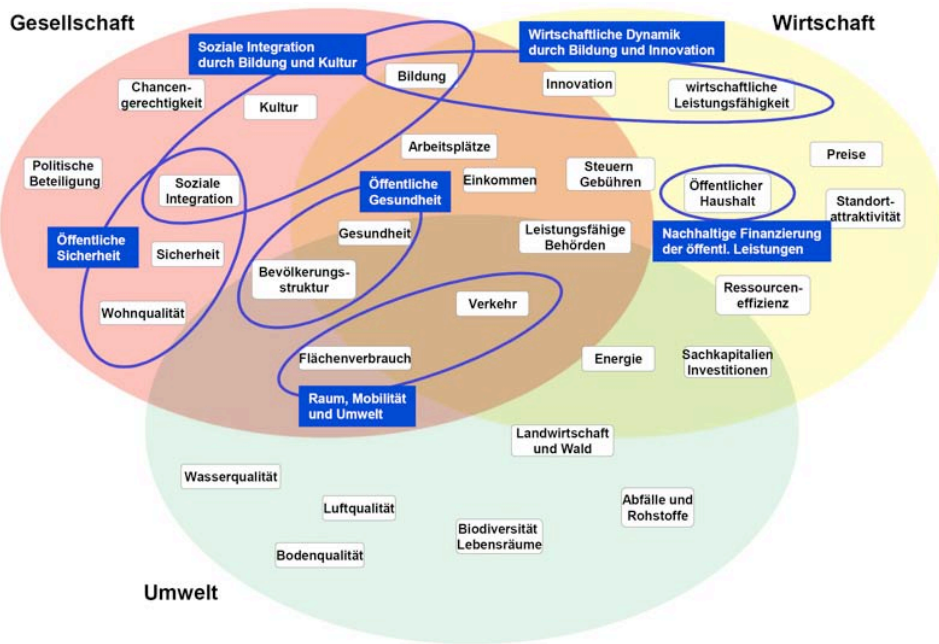 Gesellschaft
Wirtschaft
Soziale Integration
durch Bildung und Kultur
Wirtschaftliche Dynamik
durch Bildung und Innovation
Bildung
Innovation
Chancen-
gerechtigkeit
Kultur
wirtschaftliche
Leistungsfähigkeit
Arbeitsplätze
Preise
Politische
Beteiligung
Soziale
Integration
Öffentliche
Gesundheit
Einkommen
Steuern
Gebühren
Öffentlicher
Haushalt
Standort-
attraktivität
Öffentliche
Sicherheit
Sicherheit
Gesundheit
Leistungsfähige
Behörden
Nachhaltige Finanzierung
der öffentl. Leistungen
Bevölkerungs-
struktur
Ressourcen-
effizienz
Wohnqualität
Verkehr
Flächenverbrauch
Energie
Sachkapitalien
Investitionen
Raum, Mobilität
und Umwelt
Landwirtschaft
und Wald
Wasserqualität
Luftqualität
Abfälle und
Rohstoffe
Biodiversität
Lebensräume
Bodenqualität
Umwelt